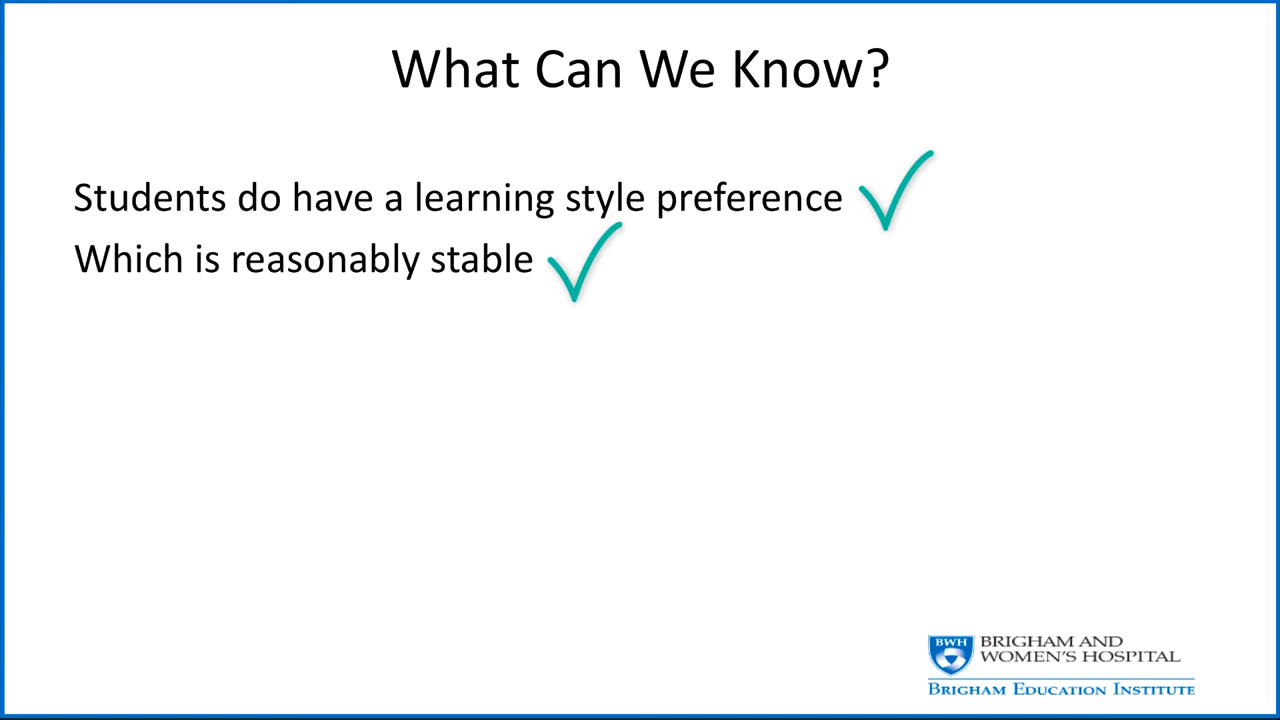 What Can We Know?
Students do have a learning style preference
Which is reasonably stable
BWH
BRIGHAM AND
WOMEN'S HOSPITAL
BRIGHAM EDUCATION INSTITUTE